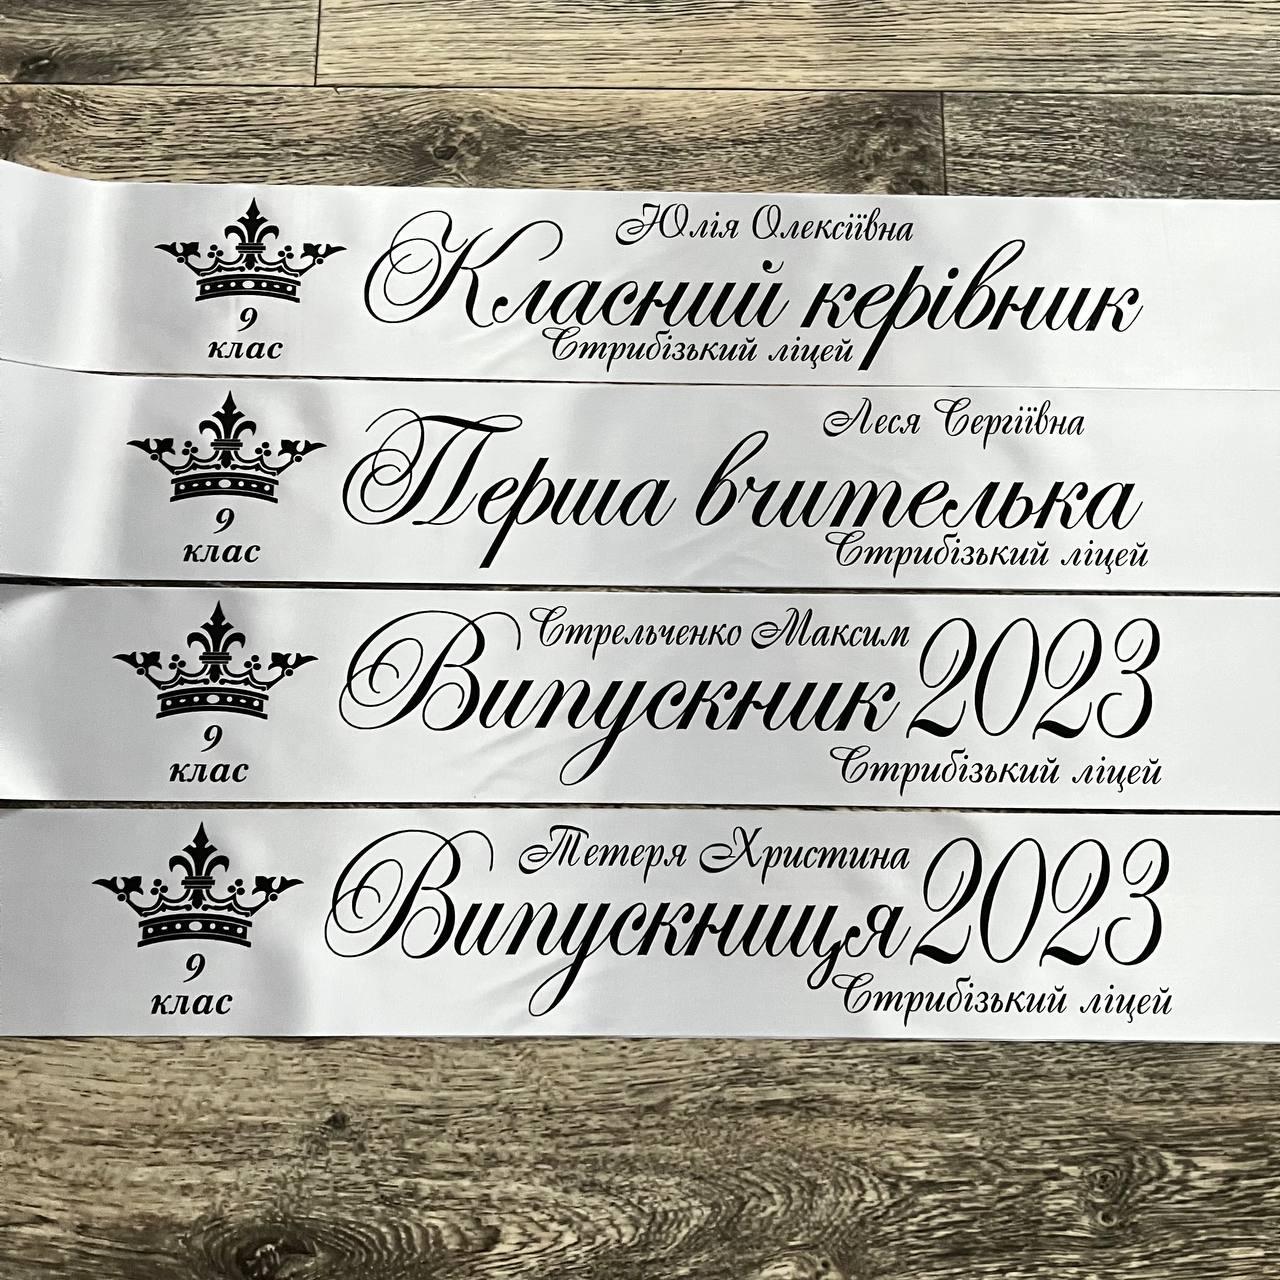 Юлія Олексіївна
Класний керівник
Стрибізький ліцей
9
клас
Леся Сергіївна
Перша вчителька
Стрибізький ліцей
9
клас
Стрельченко Максим
Випускник 2023
Стрибізький ліцей
9
клас
Тетеря Христина
Випускниця 2023
Стрибізький ліцей
9
клас